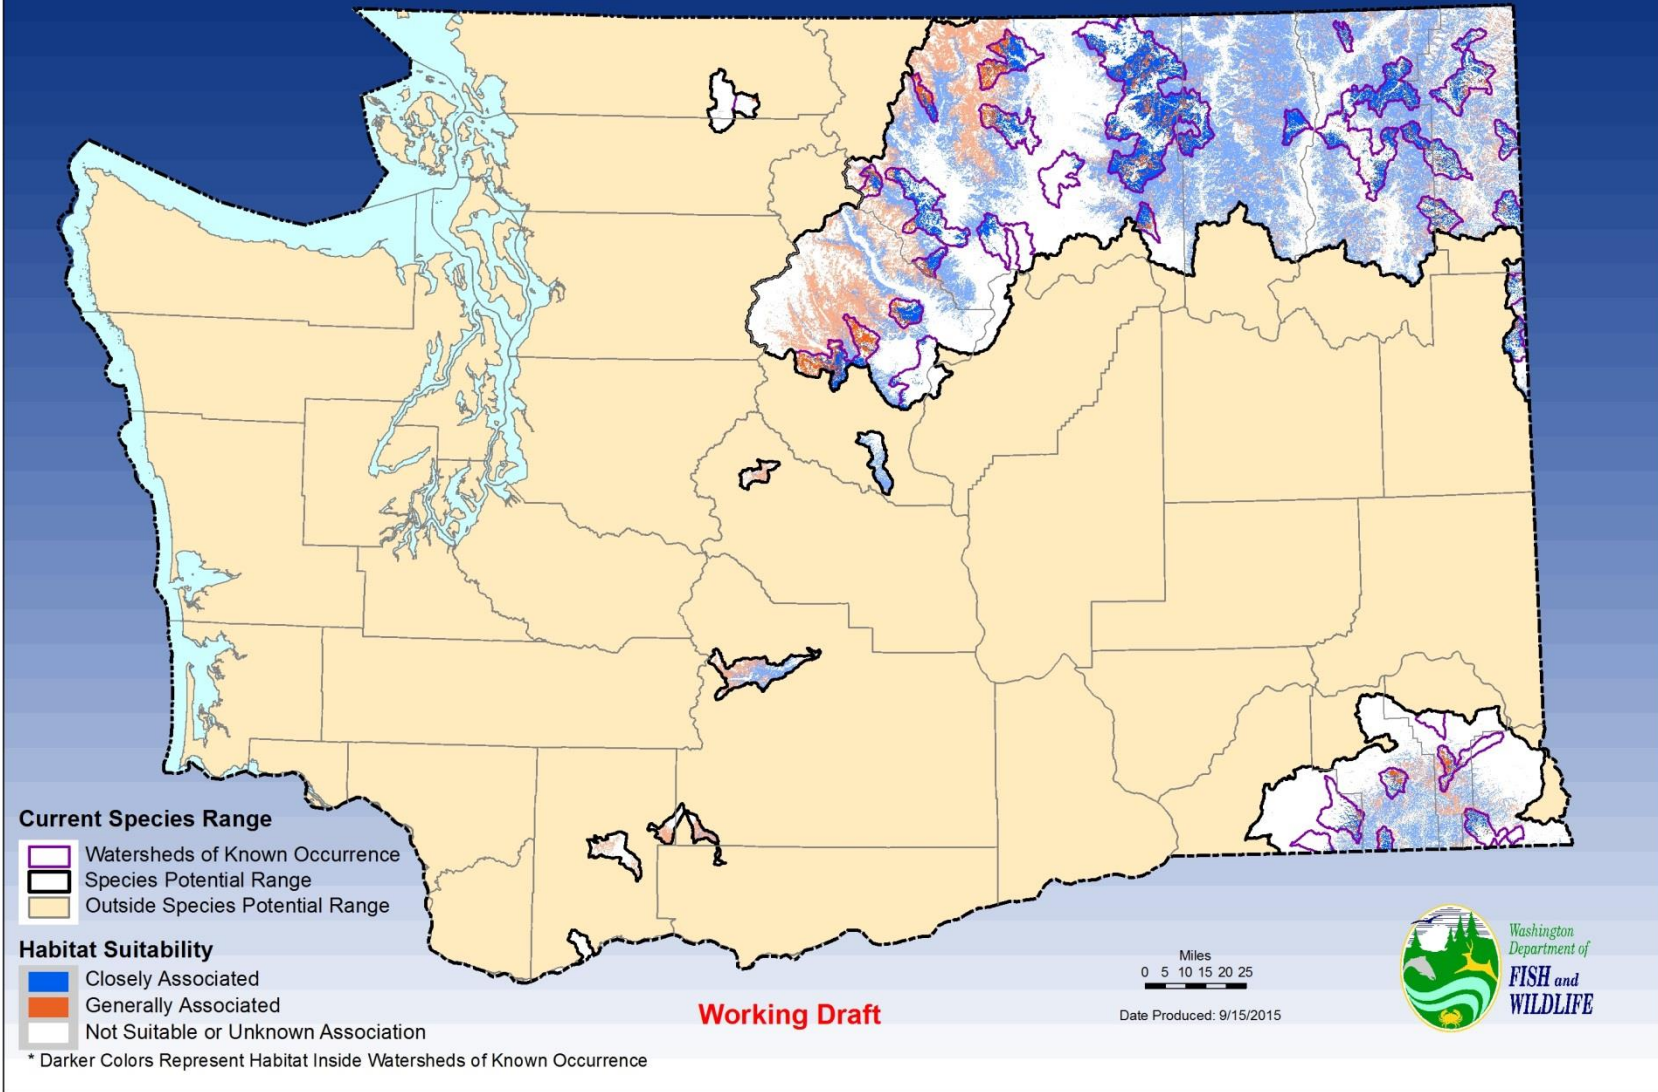 Current Species Range
Watersheds of Known Occurrence
Species Potential Range
Outside Species Potential Range
Habitat Suitability
Closely Associated
Generally Associated
Not Suitable or Unknown Association
* Darker Colors Represent Habitat Inside Watersheds of Known Occurrence
Working Draft
Miles
0 5 10 15 20 25
Date Produced: 9/15/2015
Washington
Department of
FISH and
WILDLIFE